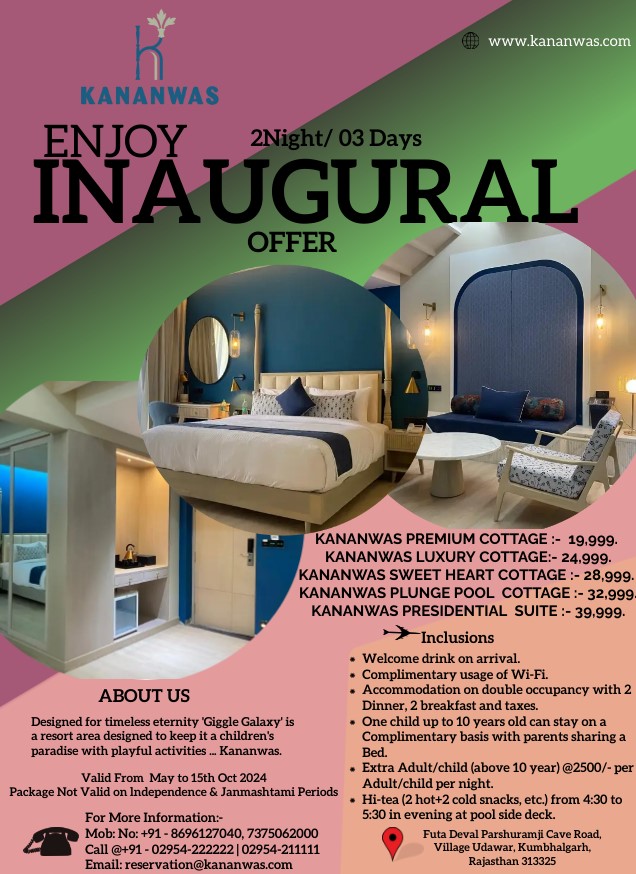 KANANWAS
www.kananwas.com
ENJOY
2Night/ 03 Days
INAUGURAL
OFFER
KANANWAS PREMIUM COTTAGE :- 19,999.
KANANWAS LUXURY COTTAGE:- 24,999.
KANANWAS SWEET HEART COTTAGE :- 28,999.
KANANWAS PLUNGE POOL COTTAGE :- 32,999.
KANANWAS PRESIDENTIAL SUITE :- 39,999.
Inclusions
• Welcome drink on arrival.
• Complimentary usage of Wi-Fi.
• Accommodation on double occupancy with 2
Dinner, 2 breakfast and taxes.
• One child up to 10 years old can stay on a
Complimentary basis with parents sharing a
Bed.
• Extra Adult/child (above 10 year) @2500/- per
Adult/child per night.
• Hi-tea (2 hot+2 cold snacks, etc.) from 4:30 to
5:30 in evening at pool side deck.
ABOUT US
Designed for timeless eternity 'Giggle Galaxy' is
a resort area designed to keep it a children's
paradise with playful activities ... Kananwas.
Valid From May to 15th Oct 2024
Package Not Valid on Independence & Janmashtami Periods
For More Information:-
Mob: No: +91 - 8696127040, 7375062000
Call @+91 - 02954-222222 | 02954-211111
Email: reservation@kananwas.com
Futa Deval Parshuramji Cave Road,
Village Udawar, Kumbhalgarh,
Rajasthan 313325